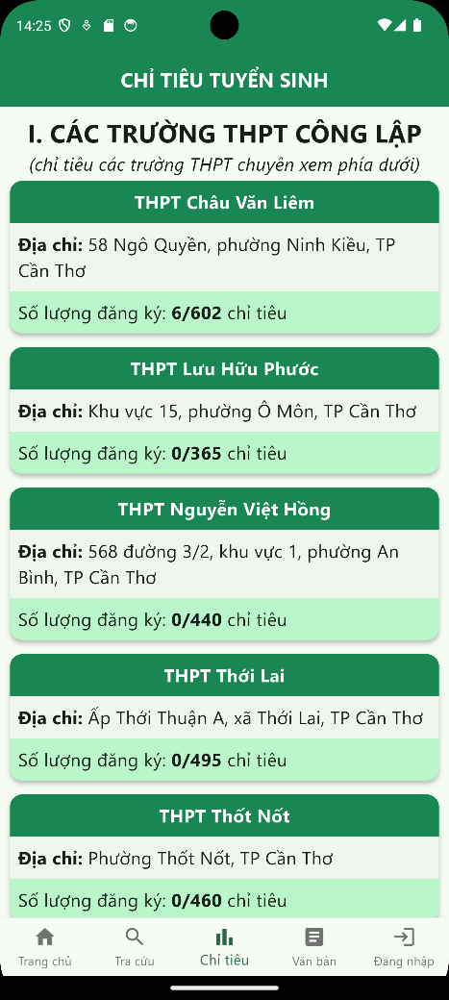 14:25
CHỈ TIÊU TUYỂN SINH
I. CÁC TRƯỜNG THPT CÔNG LẬP
(chỉ tiêu các trường THPT chuyên xem phía dưới)
THPT Châu Văn Liêm
Địa chỉ: 58 Ngô Quyền, phường Ninh Kiều, TP
Cần Thơ
Số lượng đăng ký: 6/602 chỉ tiêu
THPT Lưu Hữu Phước
Địa chỉ: Khu vực 15, phường Ô Môn, TP Cần Thơ
Số lượng đăng ký: 0/365 chỉ tiêu
THPT Nguyễn Việt Hồng
Địa chỉ: 568 đường 3/2, khu vực 1, phường An
Bình, TP Cần Thơ
Số lượng đăng ký: 0/440 chỉ tiêu
THPT Thới Lai
Địa chỉ: Ấp Thới Thuận A, xã Thới Lai, TP Cần Thơ
Số lượng đăng ký: 0/495 chỉ tiêu
THPT Thốt Nốt
Địa chỉ: Phường Thốt Nốt, TP Cần Thơ
Số lượng đăng ký: 0/460 chỉ tiêu
Trang chủ
Tra cứu
Chỉ tiêu
Văn bản
Đăng nhập